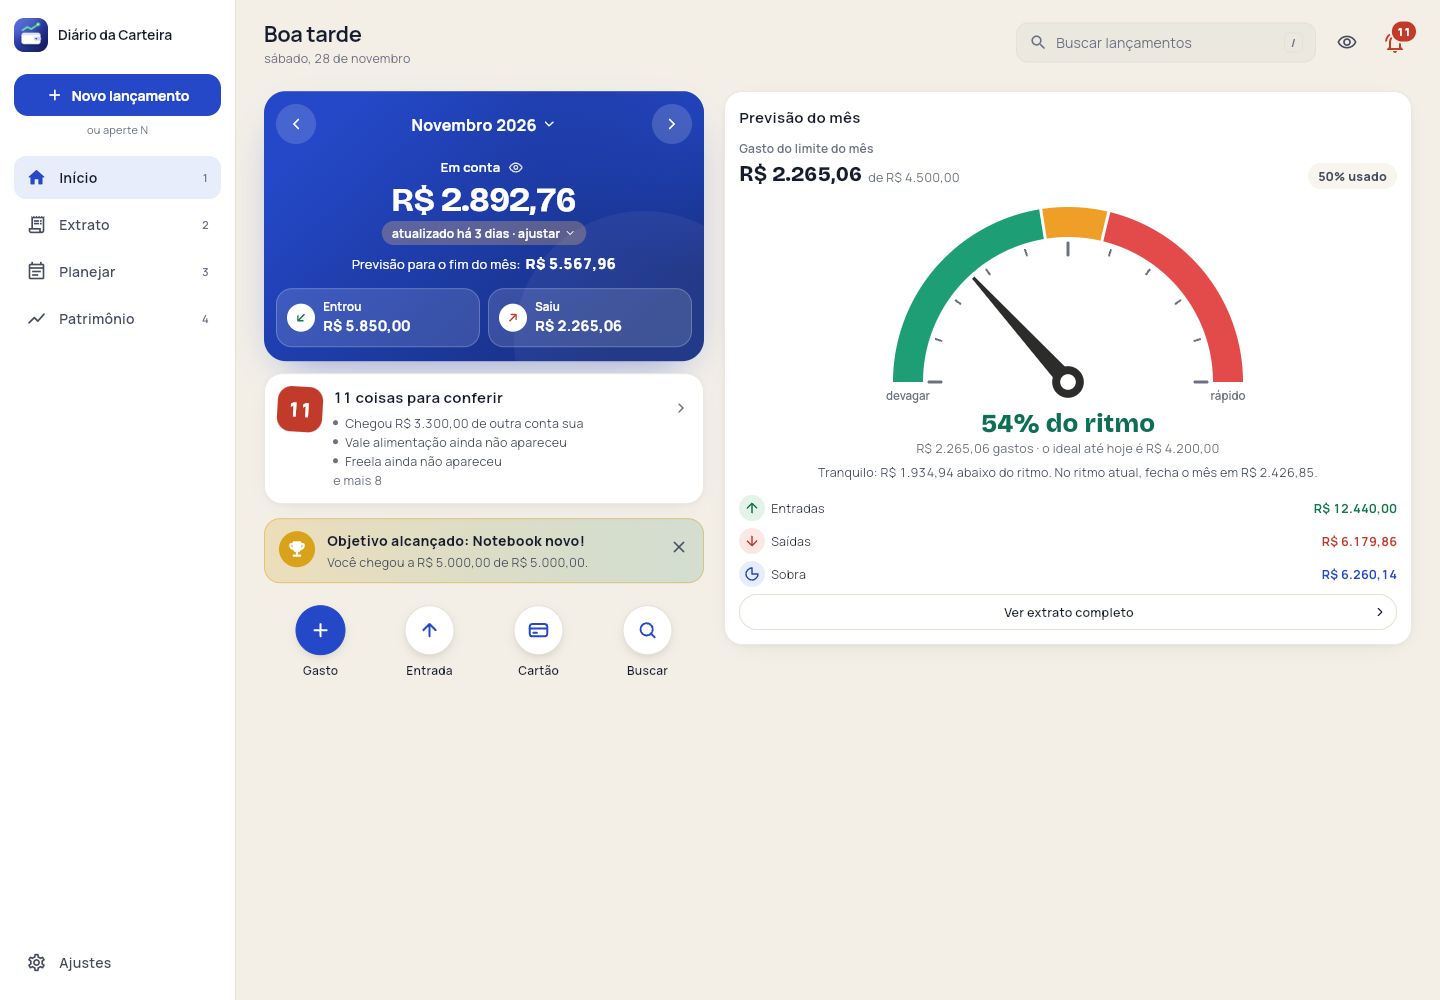 Diário da Carteira
Novo lançamento
ou aperte N
Início 1
Extrato 2
Planejar 3
Patrimônio 4
Ajustes
Boa tarde
sábado, 28 de novembro
Buscar lançamentos /
11
Novembro 2026
Em conta
R$ 2.892,76
atualizado há 3 dias · ajustar
Previsão para o fim do mês: R$ 5.567,96
Entrou
R$ 5.850,00
Saiu
R$ 2.265,06
11
11 coisas para conferir
Chegou R$ 3.300,00 de outra conta sua
Vale alimentação ainda não apareceu
Freela ainda não apareceu
e mais 8
Objetivo alcançado: Notebook novo!
Você chegou a R$ 5.000,00 de R$ 5.000,00.
Gasto
Entrada
Cartão
Buscar
Previsão do mês
Gasto do limite do mês
R$ 2.265,06 de R$ 4.500,00
50% usado
devagar
rápido
54% do ritmo
R$ 2.265,06 gastos · o ideal até hoje é R$ 4.200,00
Tranquilo: R$ 1.934,94 abaixo do ritmo. No ritmo atual, fecha o mês em R$ 2.426,85.
Entradas R$ 12.440,00
Saídas R$ 6.179,86
Sobra R$ 6.260,14
Ver extrato completo